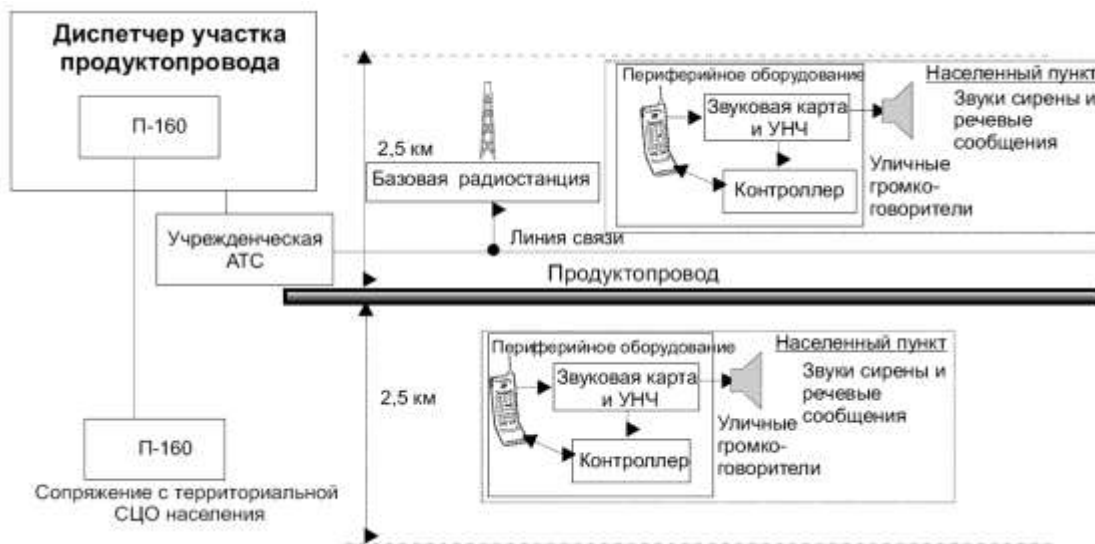 Диспетчер участка
продуктопровода
П-160
Учрежденческая
АТС
П-160
Сопряжение с территориальной
СЦО населения
2,5 км
Базовая радиостанция
Линия связи
Периферийное оборудование
Звуковая карта
и УНЧ
Контроллер
Населенный пункт
Звуки сирены и
речевые
сообщения
Уличные
громко-
говорители
Продуктопровод
2,5 км
Периферийное оборудование
Звуковая карта
и УНЧ
Контроллер
Населенный пункт
Звуки сирены и
речевые
сообщения
Уличные
громко-
говорители